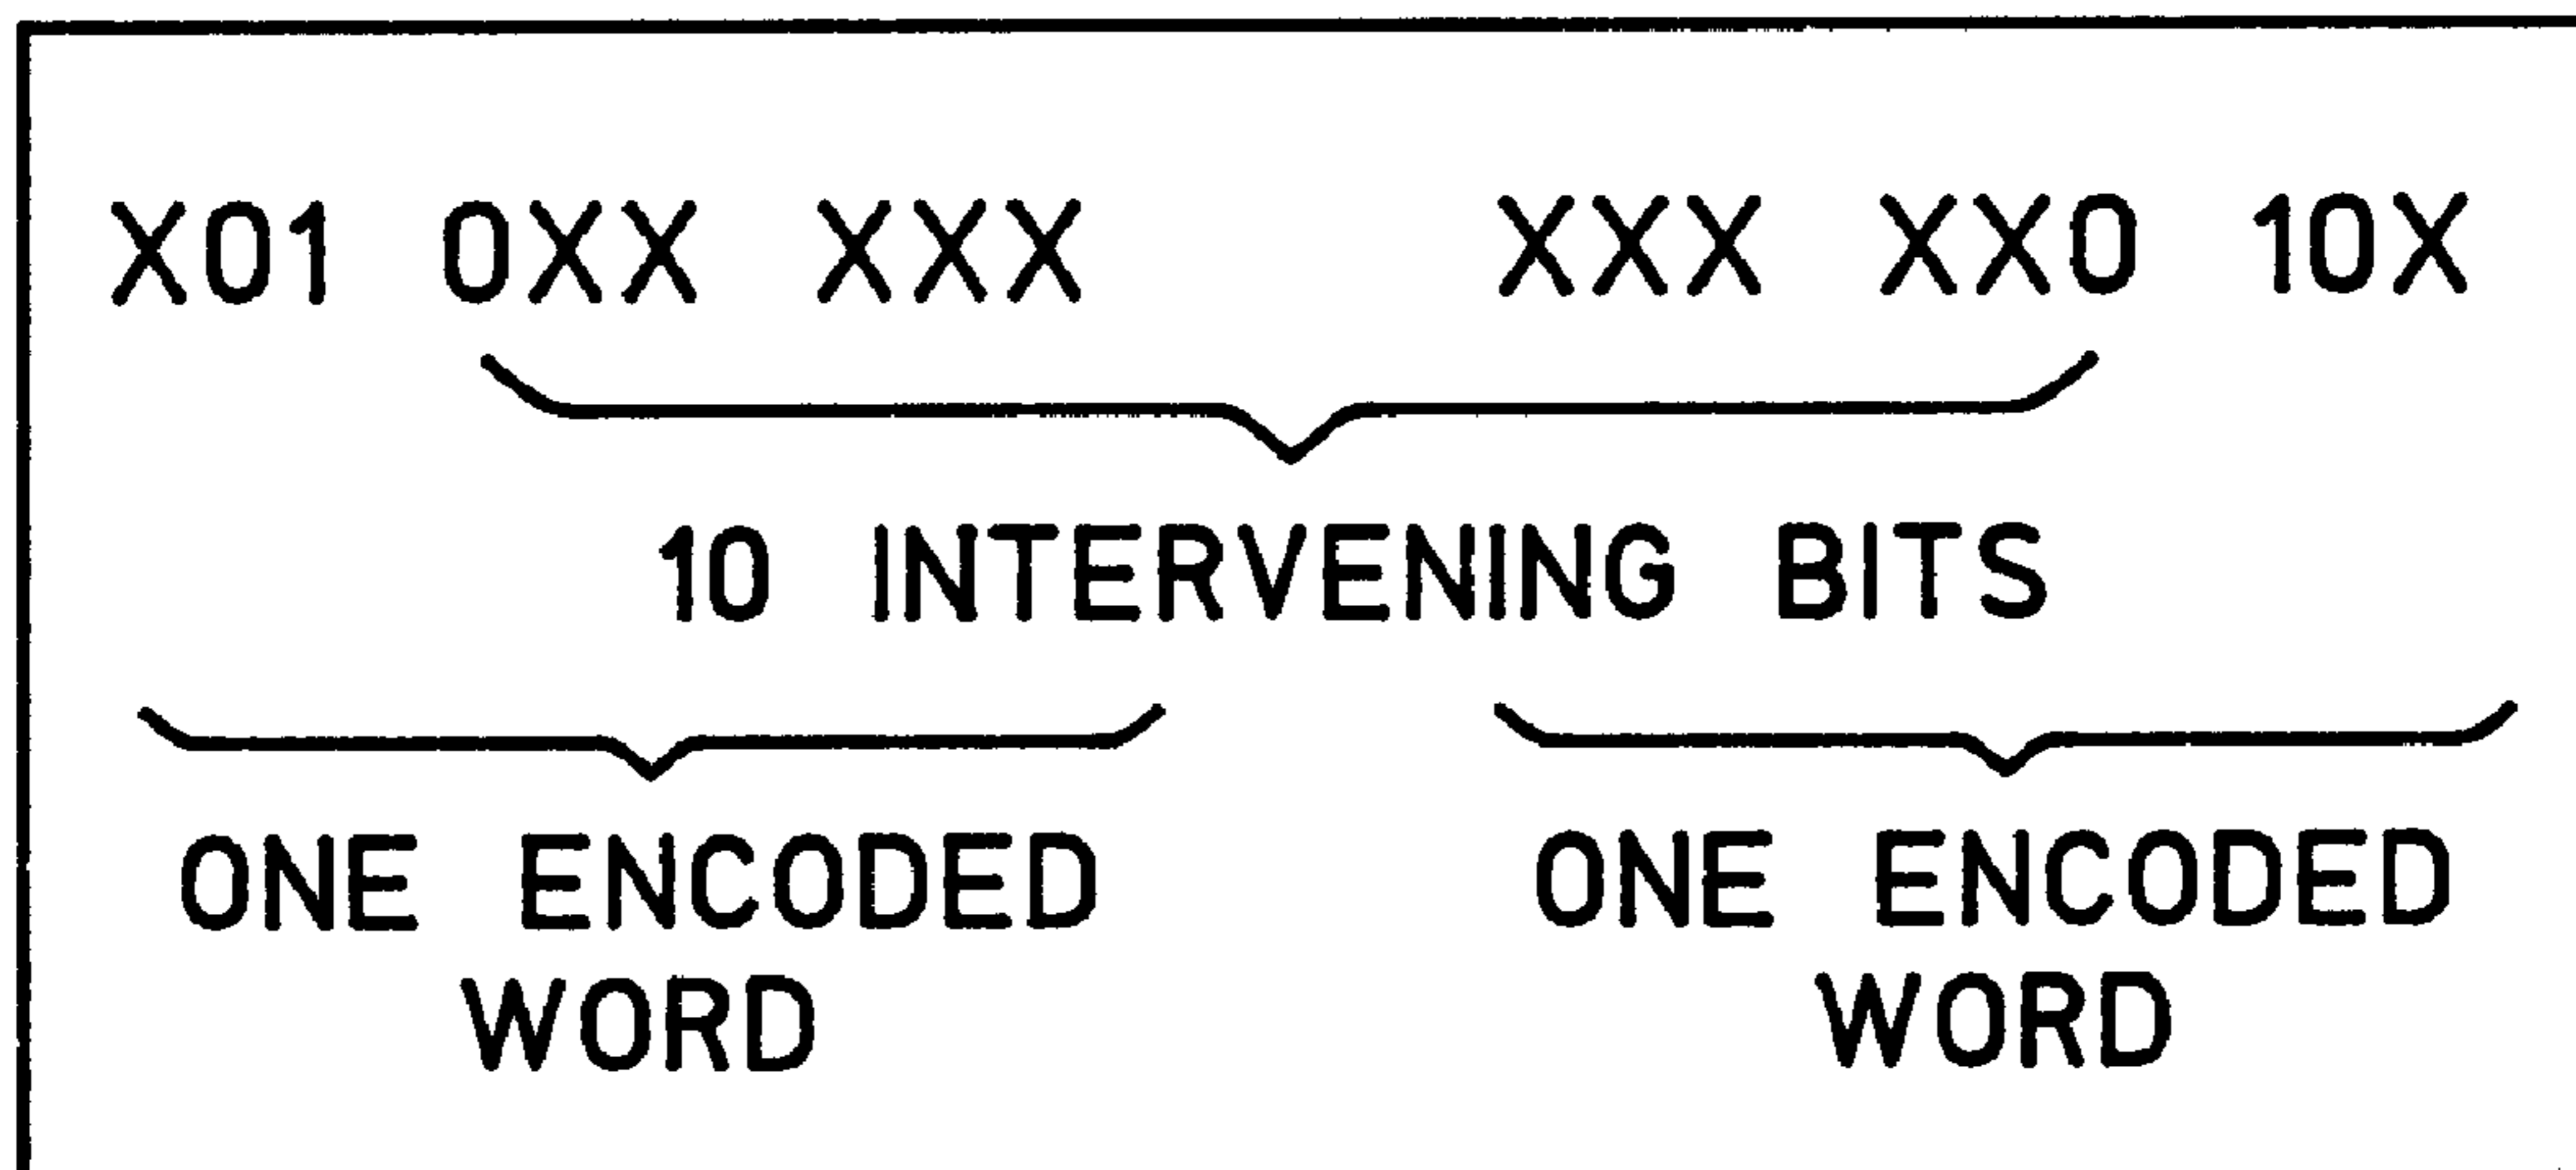 X01 0XX XXX XXX XX0 10X
10 INTERVENING BITS
ONE ENCODED WORD
ONE ENCODED WORD